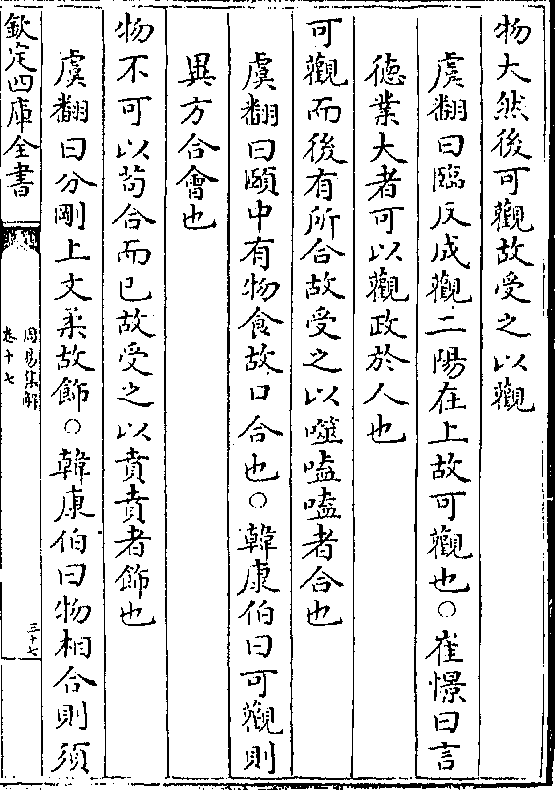 物大然後可觀故受之以觀
虞翻曰臨反成觀二陽在上故可觀也○崔憬曰言
徳業大者可以觀政於人也
可觀而後有所合故受之以噬嗑嗑者合也
虞翻曰頤中有物食故口合也○韓康伯曰可觀則
異方合會也
物不可以苟合而已故受之以賁賁者飾也
虞翻曰分剛上文柔故飾○韓康伯曰物相合則須
欽定四庫全書
周易集解
卷十七
三十七